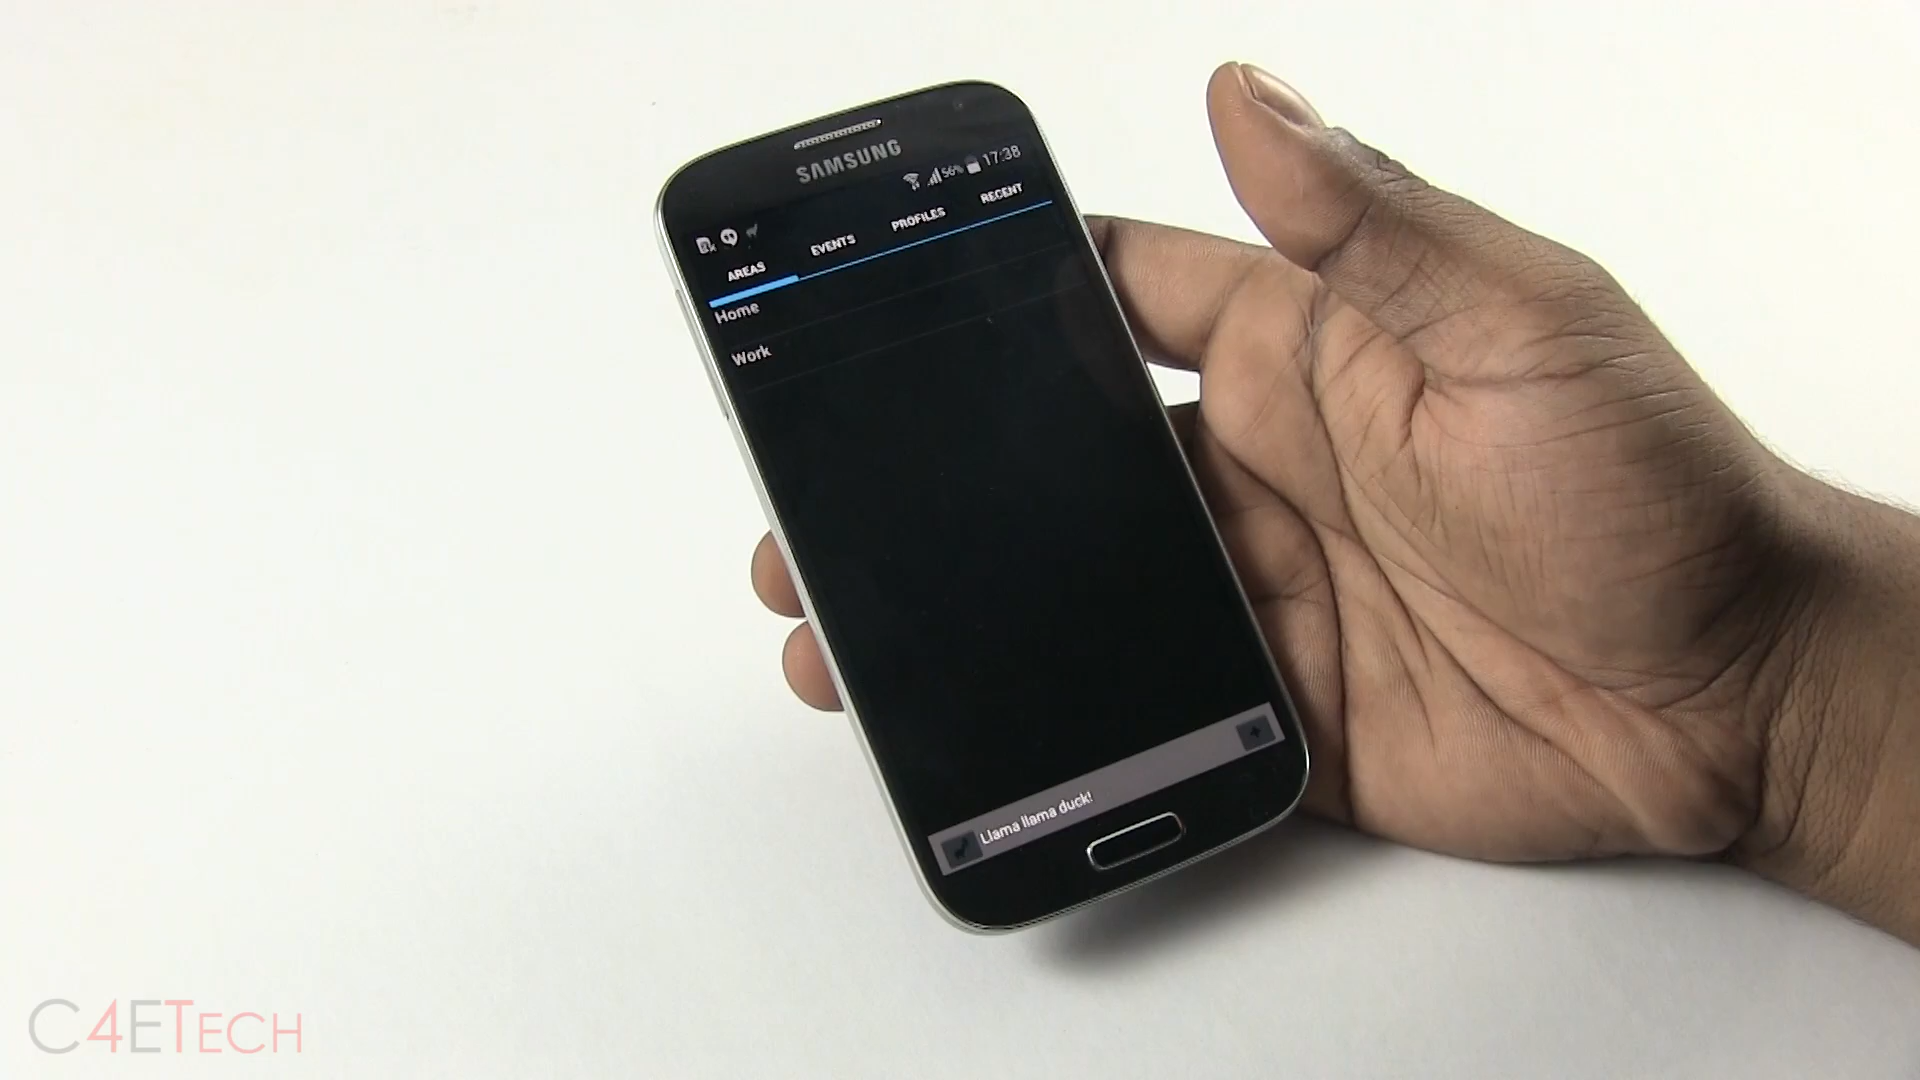 SAMSUNG
56% 17:38
AREAS EVENTS PROFILES RECENT
Home
Work
Llama llama duck!
+
C4ETECH